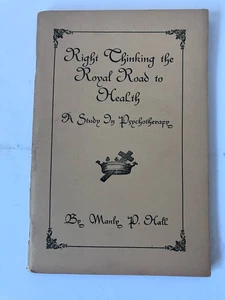 Right Thinking the
Royal Road to
Health
A Study In Psychotherapy
By Manly P. Hall